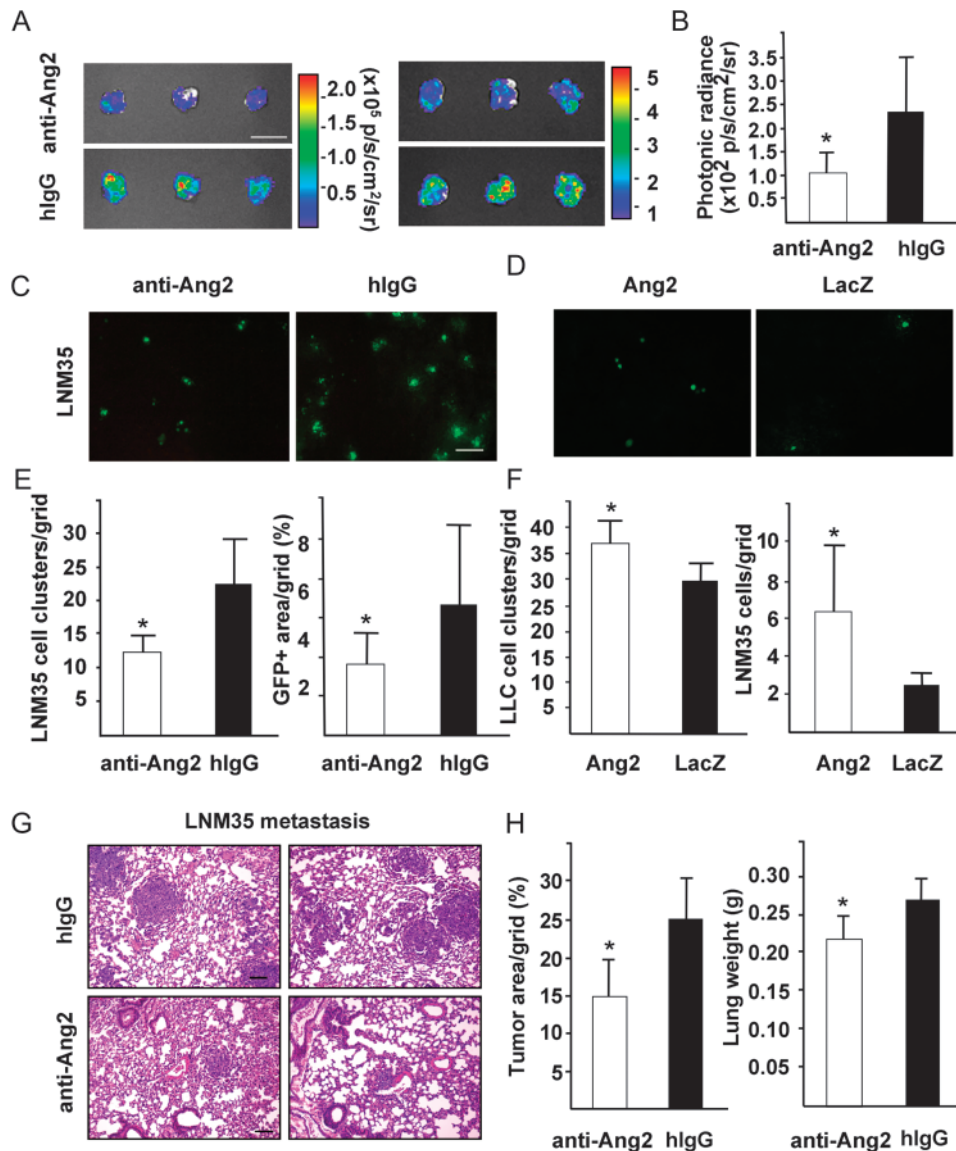 A
anti-Ang2
hIgG
2.0
1.0
0.5
(x10⁵ p/s/cm²/sr)
5
4
3
2
1
B
Photonic radiance
(x10² p/s/cm²/sr)
3.5
3.0
2.5
2.0
1.5
1.0
0.5
*
anti-Ang2 hIgG
C
anti-Ang2 hIgG
LNM35
D
Ang2 LacZ
E
LNM35 cell clusters/grid
30
25
20
15
10
5
*
anti-Ang2 hIgG
GFP+ area/grid (%)
8
6
4
2
*
anti-Ang2 hIgG
F
LLC cell clusters/grid
40
35
30
25
20
15
10
5
*
Ang2 LacZ
LNM35 cells/grid
10
8
6
4
2
*
Ang2 LacZ
G
LNM35 metastasis
hIgG
anti-Ang2
H
Tumor area/grid (%)
30
25
20
15
10
5
*
anti-Ang2 hIgG
Lung weight (g)
0.30
0.25
0.20
0.15
0.10
0.05
*
anti-Ang2 hIgG